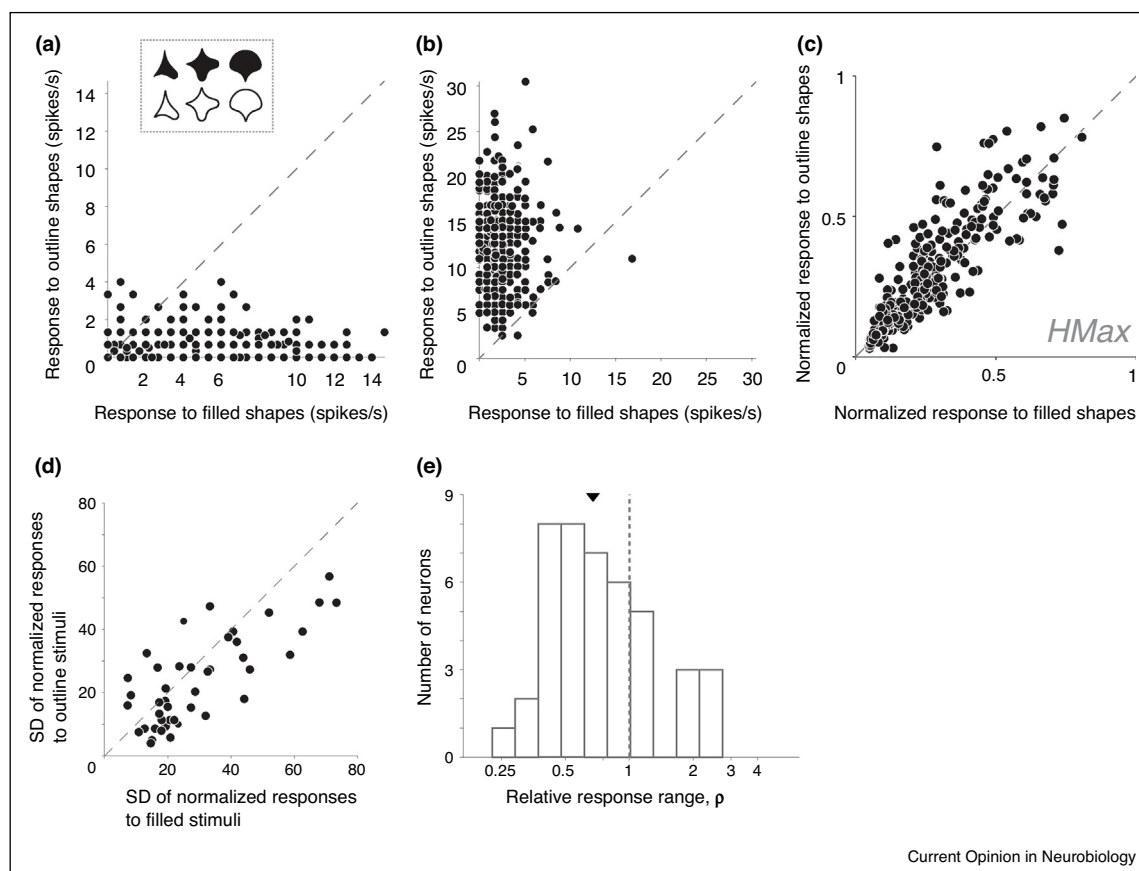 (a)
Response to outline shapes (spikes/s)
14
12
10
8
6
4
2
0
2 4 6 8 10 12 14
Response to filled shapes (spikes/s)
(b)
Response to outline shapes (spikes/s)
30
25
20
15
10
5
0
5 10 15 20 25 30
Response to filled shapes (spikes/s)
(c)
Normalized response to outline shapes
1
0.5
0
0.5 1
HMax
Normalized response to filled shapes
(d)
SD of normalized responses
to outline stimuli
80
60
40
20
0
20 40 60 80
SD of normalized responses
to filled stimuli
(e)
Number of neurons
9
6
3
0
0.25 0.5 1 2 3 4
Relative response range, ρ
Current Opinion in Neurobiology